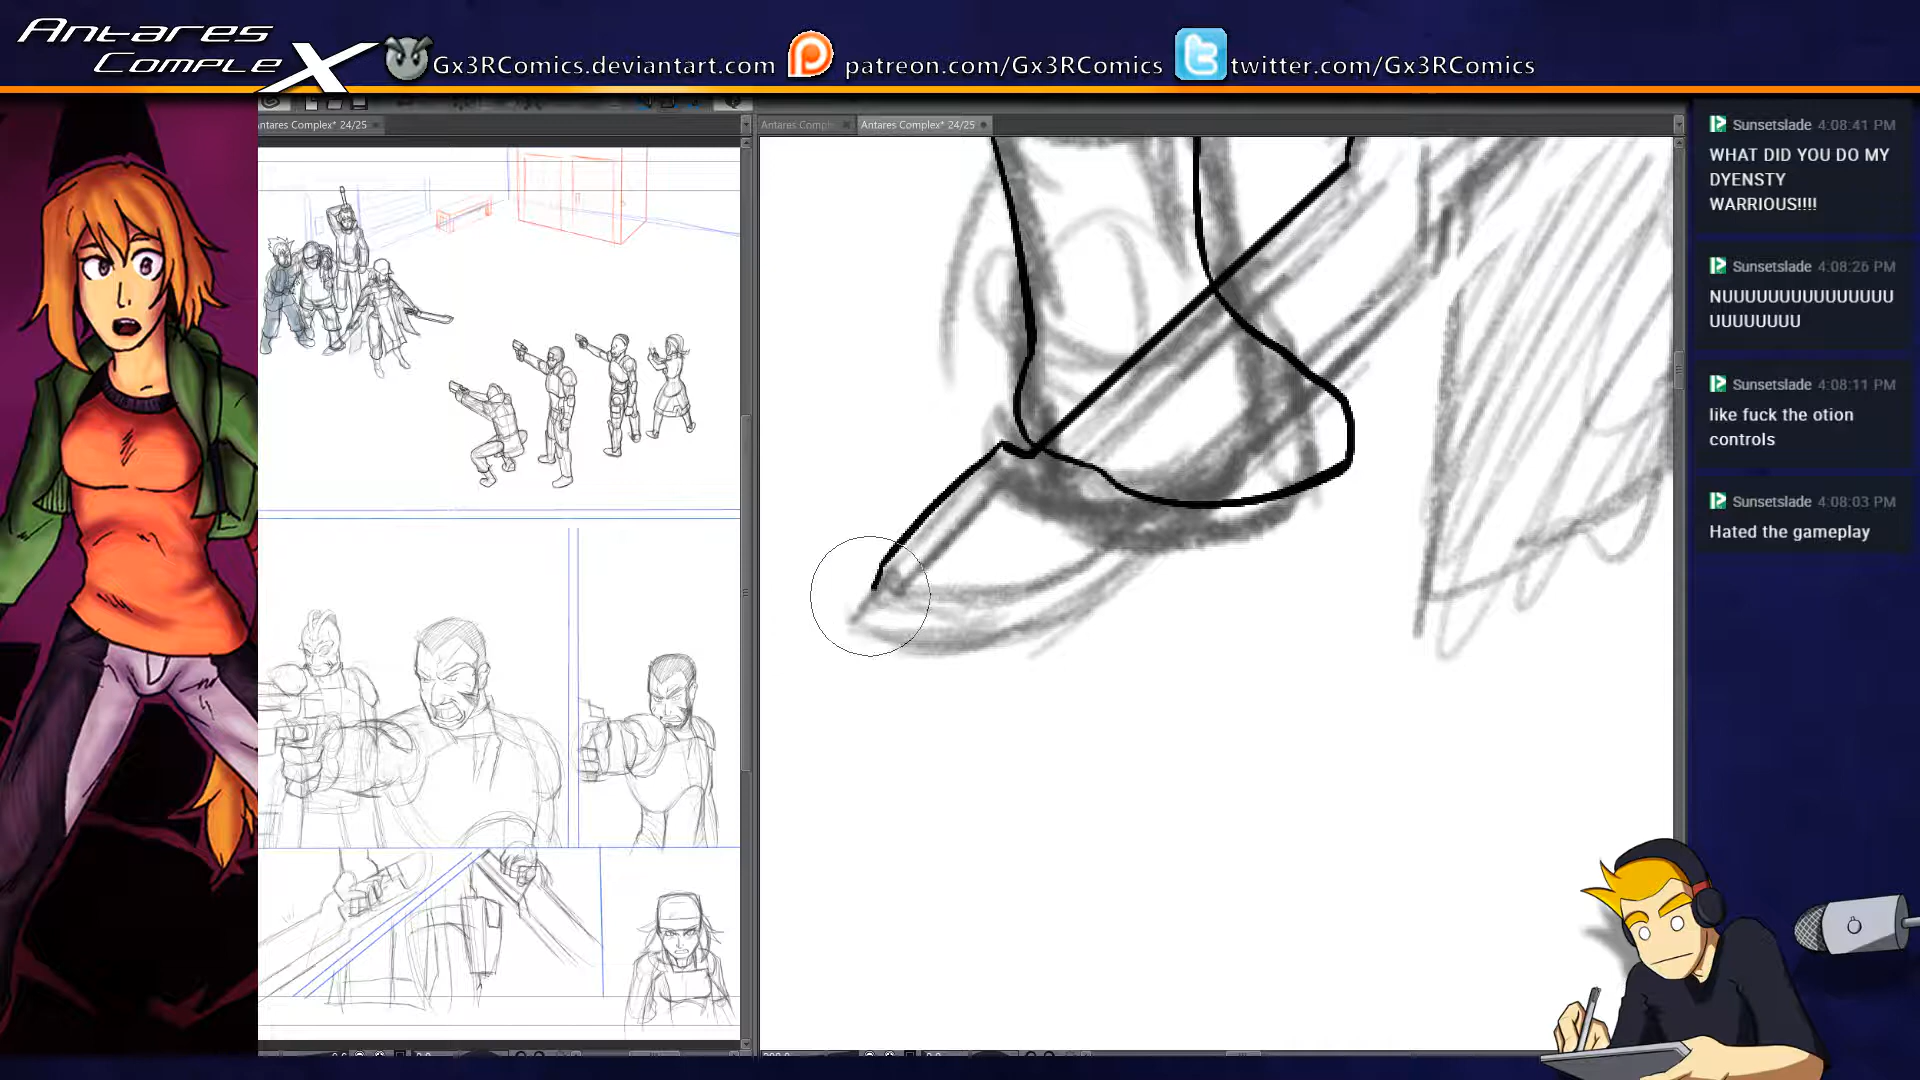 Antares
Complex
Gx3RComics.deviantart.com
patreon.com/Gx3RComics
twitter.com/Gx3RComics
ntares Complex* 24/25
Antares Comple
Antares Complex* 24/25
Sunsetslade 4:08:41 PM
WHAT DID YOU DO MY
DYENSTY
WARRIOUS!!!!
Sunsetslade 4:08:26 PM
NUUUUUUUUUUUUUUU
UUUUUUUU
Sunsetslade 4:08:11 PM
like fuck the otion
controls
Sunsetslade 4:08:03 PM
Hated the gameplay